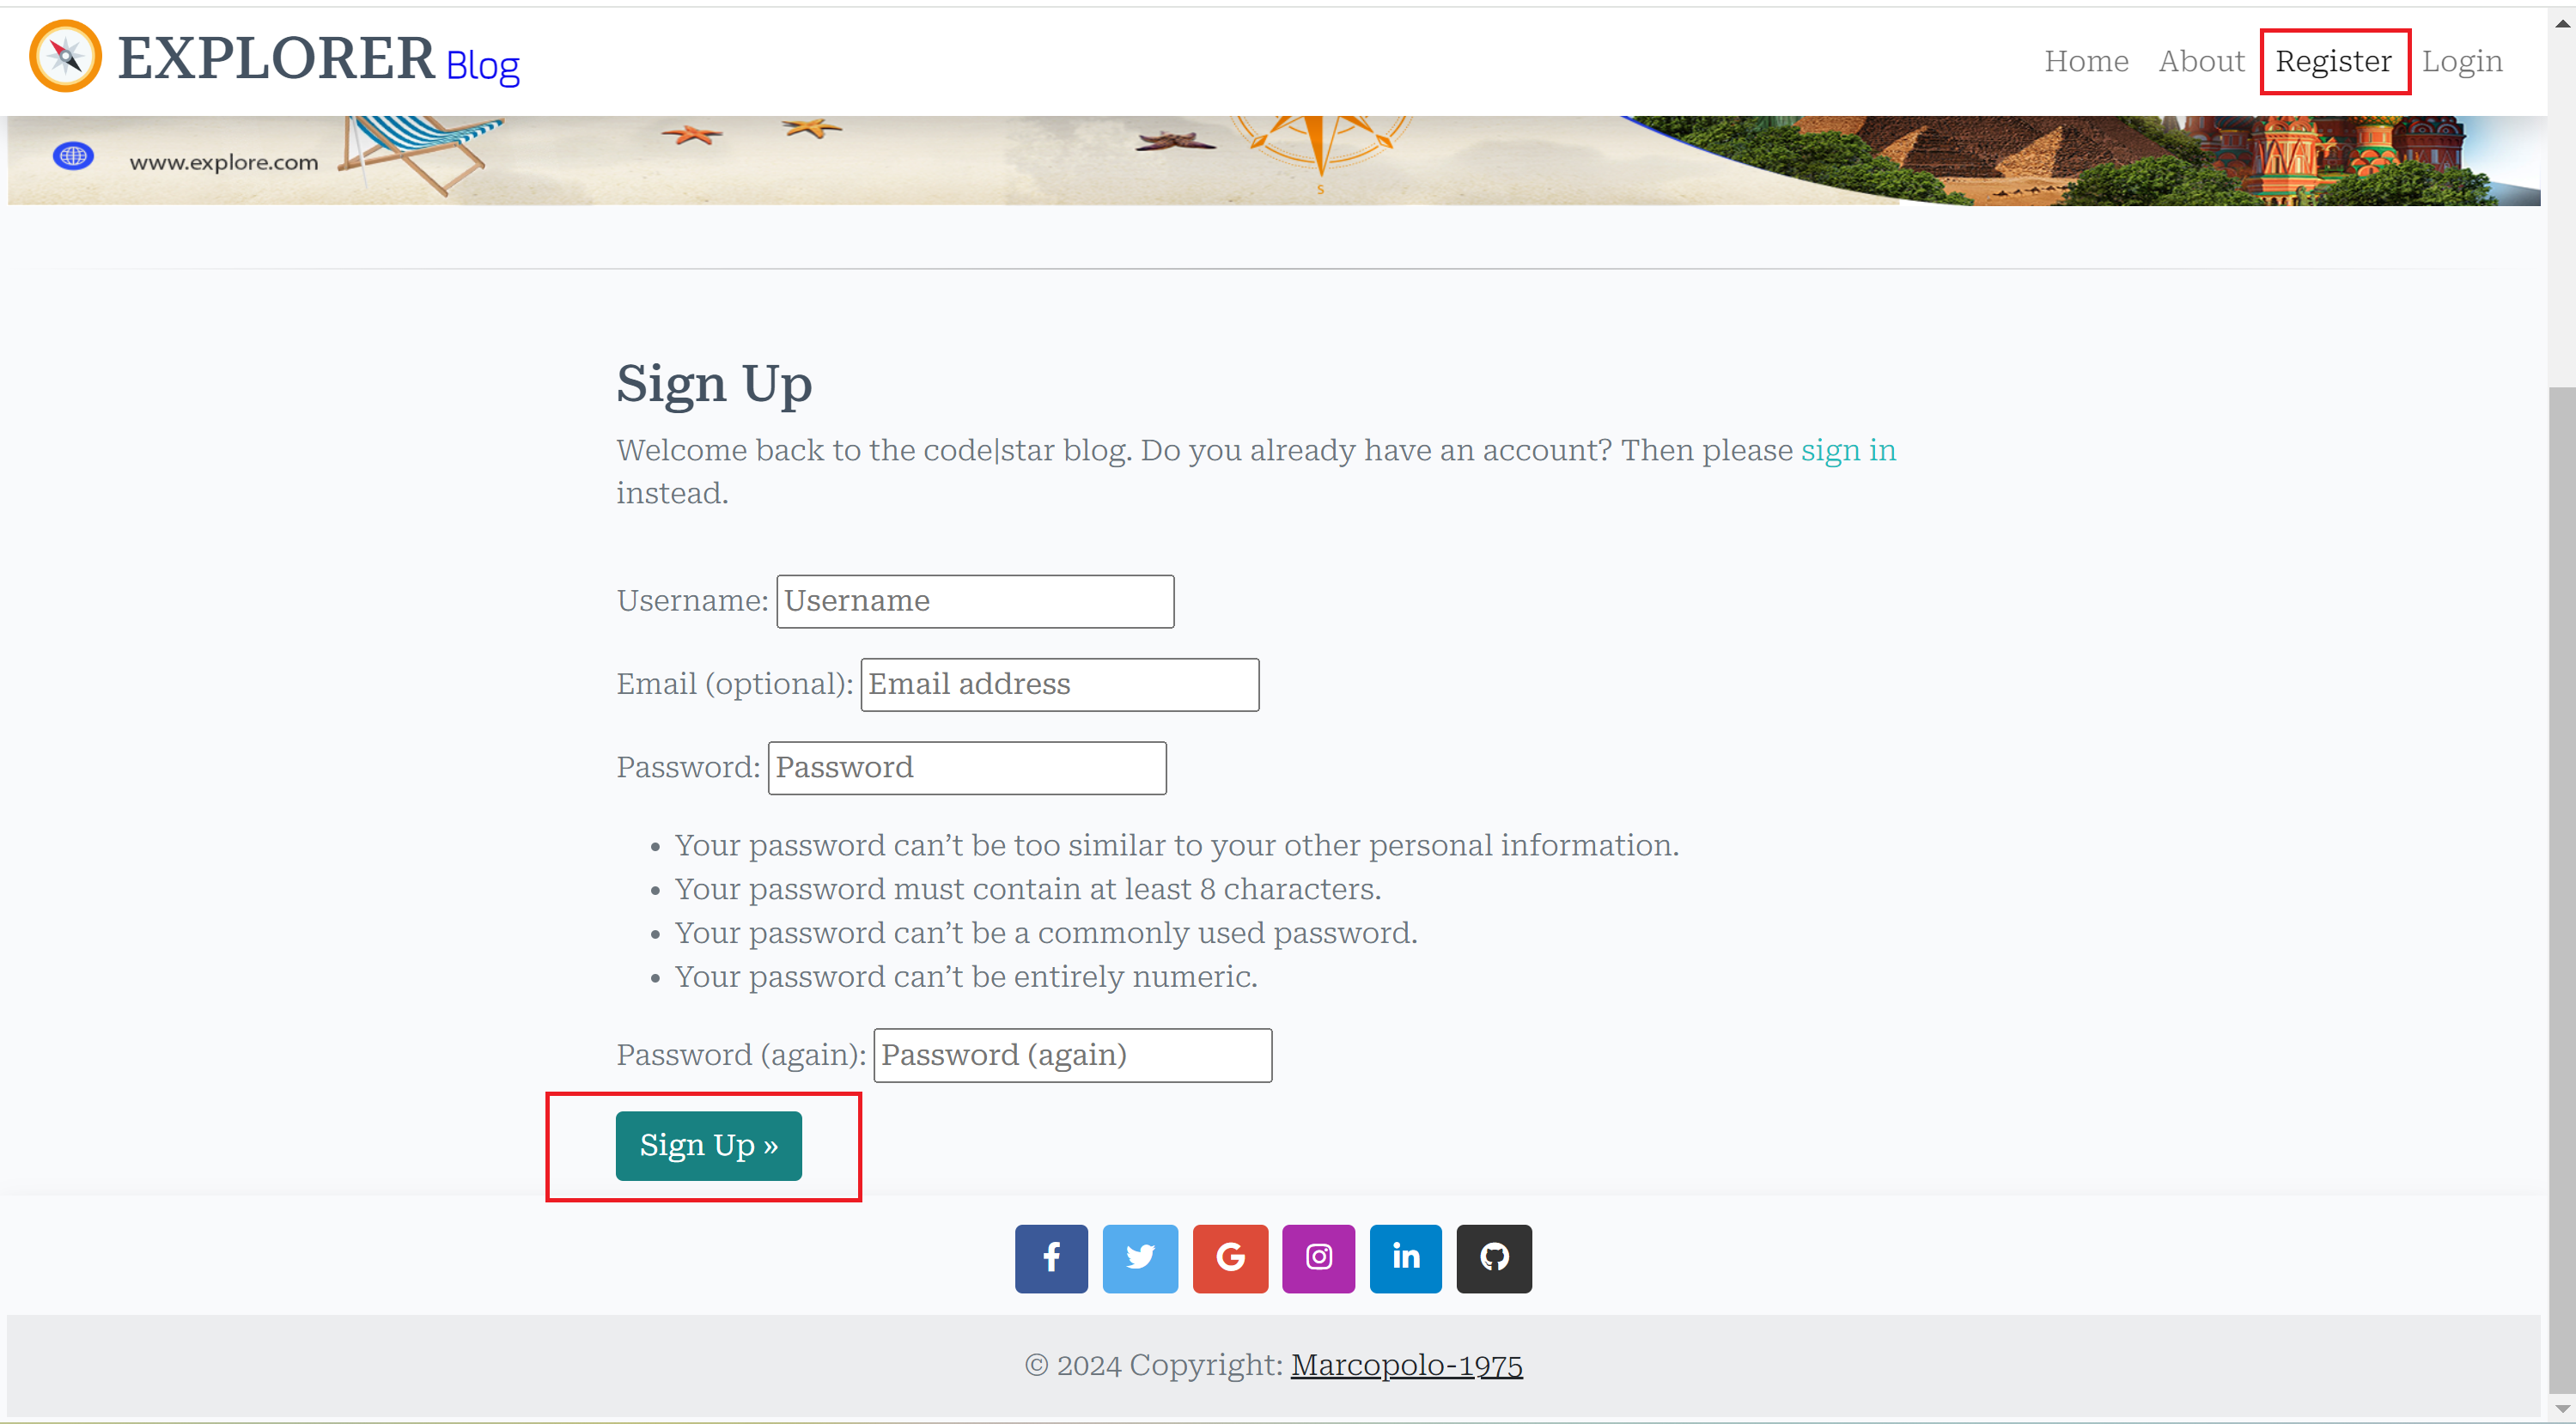 EXPLORER Blog
Home About Register Login
www.explore.com
S
Sign Up
Welcome back to the code|star blog. Do you already have an account? Then please sign in
instead.
Username: Username
Email (optional): Email address
Password: Password
• Your password can’t be too similar to your other personal information.
• Your password must contain at least 8 characters.
• Your password can’t be a commonly used password.
• Your password can’t be entirely numeric.
Password (again): Password (again)
Sign Up »
© 2024 Copyright: Marcopolo-1975